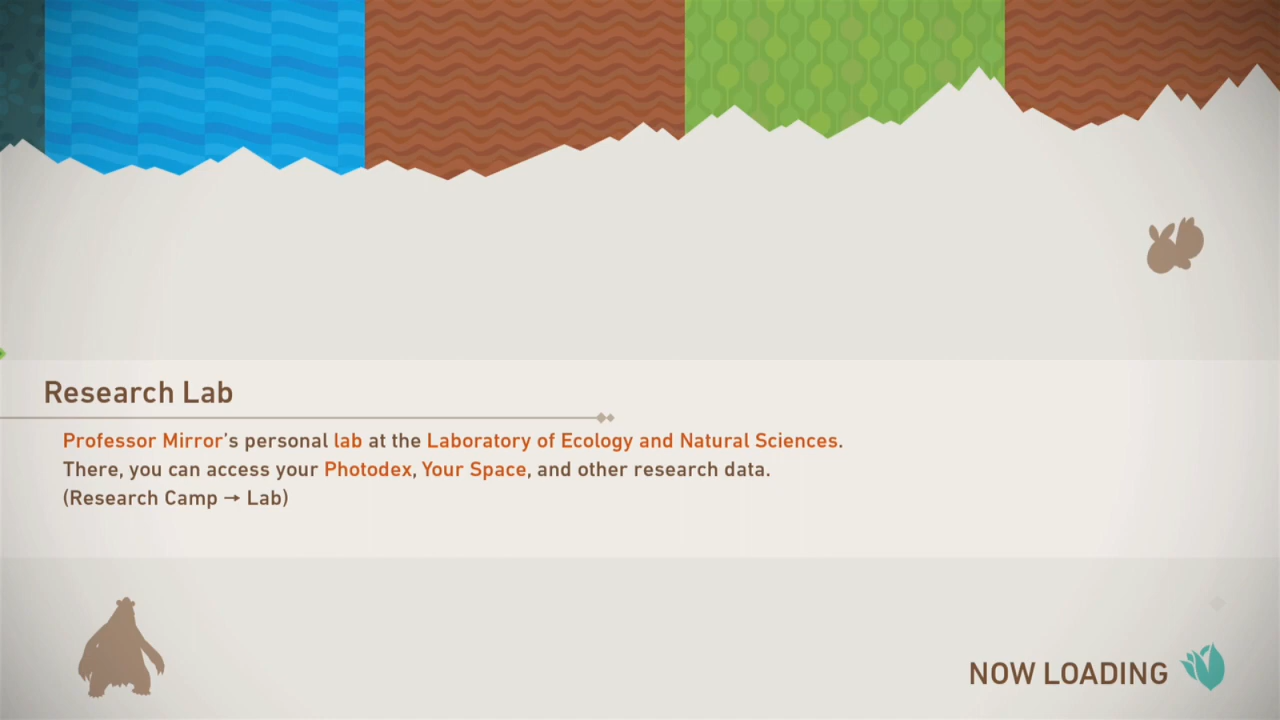 Research Lab
Professor Mirror's personal lab at the Laboratory of Ecology and Natural Sciences.
There, you can access your Photodex, Your Space, and other research data.
(Research Camp → Lab)
NOW LOADING